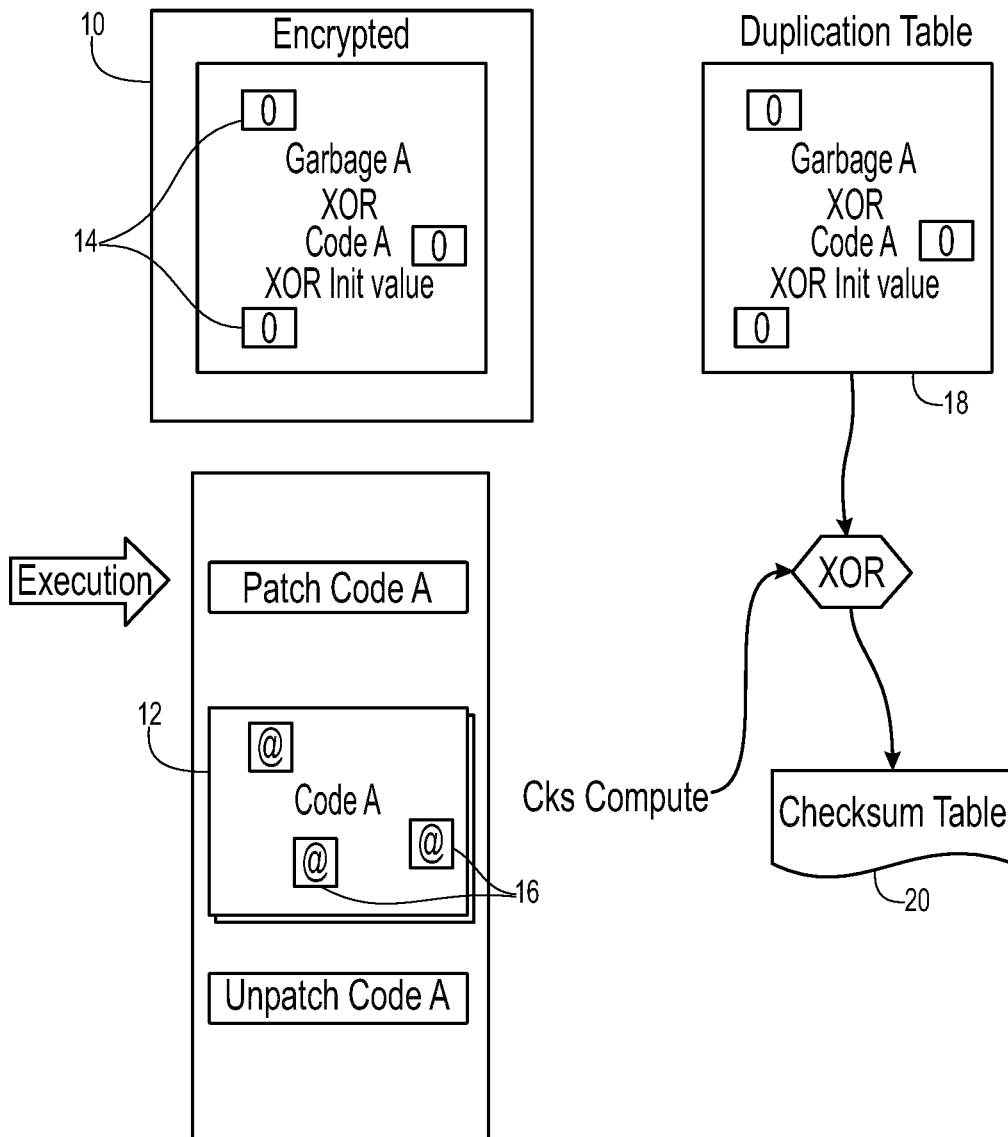 10
Encrypted
0
Garbage A
XOR
Code A
0
XOR Init value
0
14
Duplication Table
0
Garbage A
XOR
Code A
0
XOR Init value
0
18
Execution
Patch Code A
12
@
Code A
@
@
16
Unpatch Code A
XOR
Cks Compute
Checksum Table
20